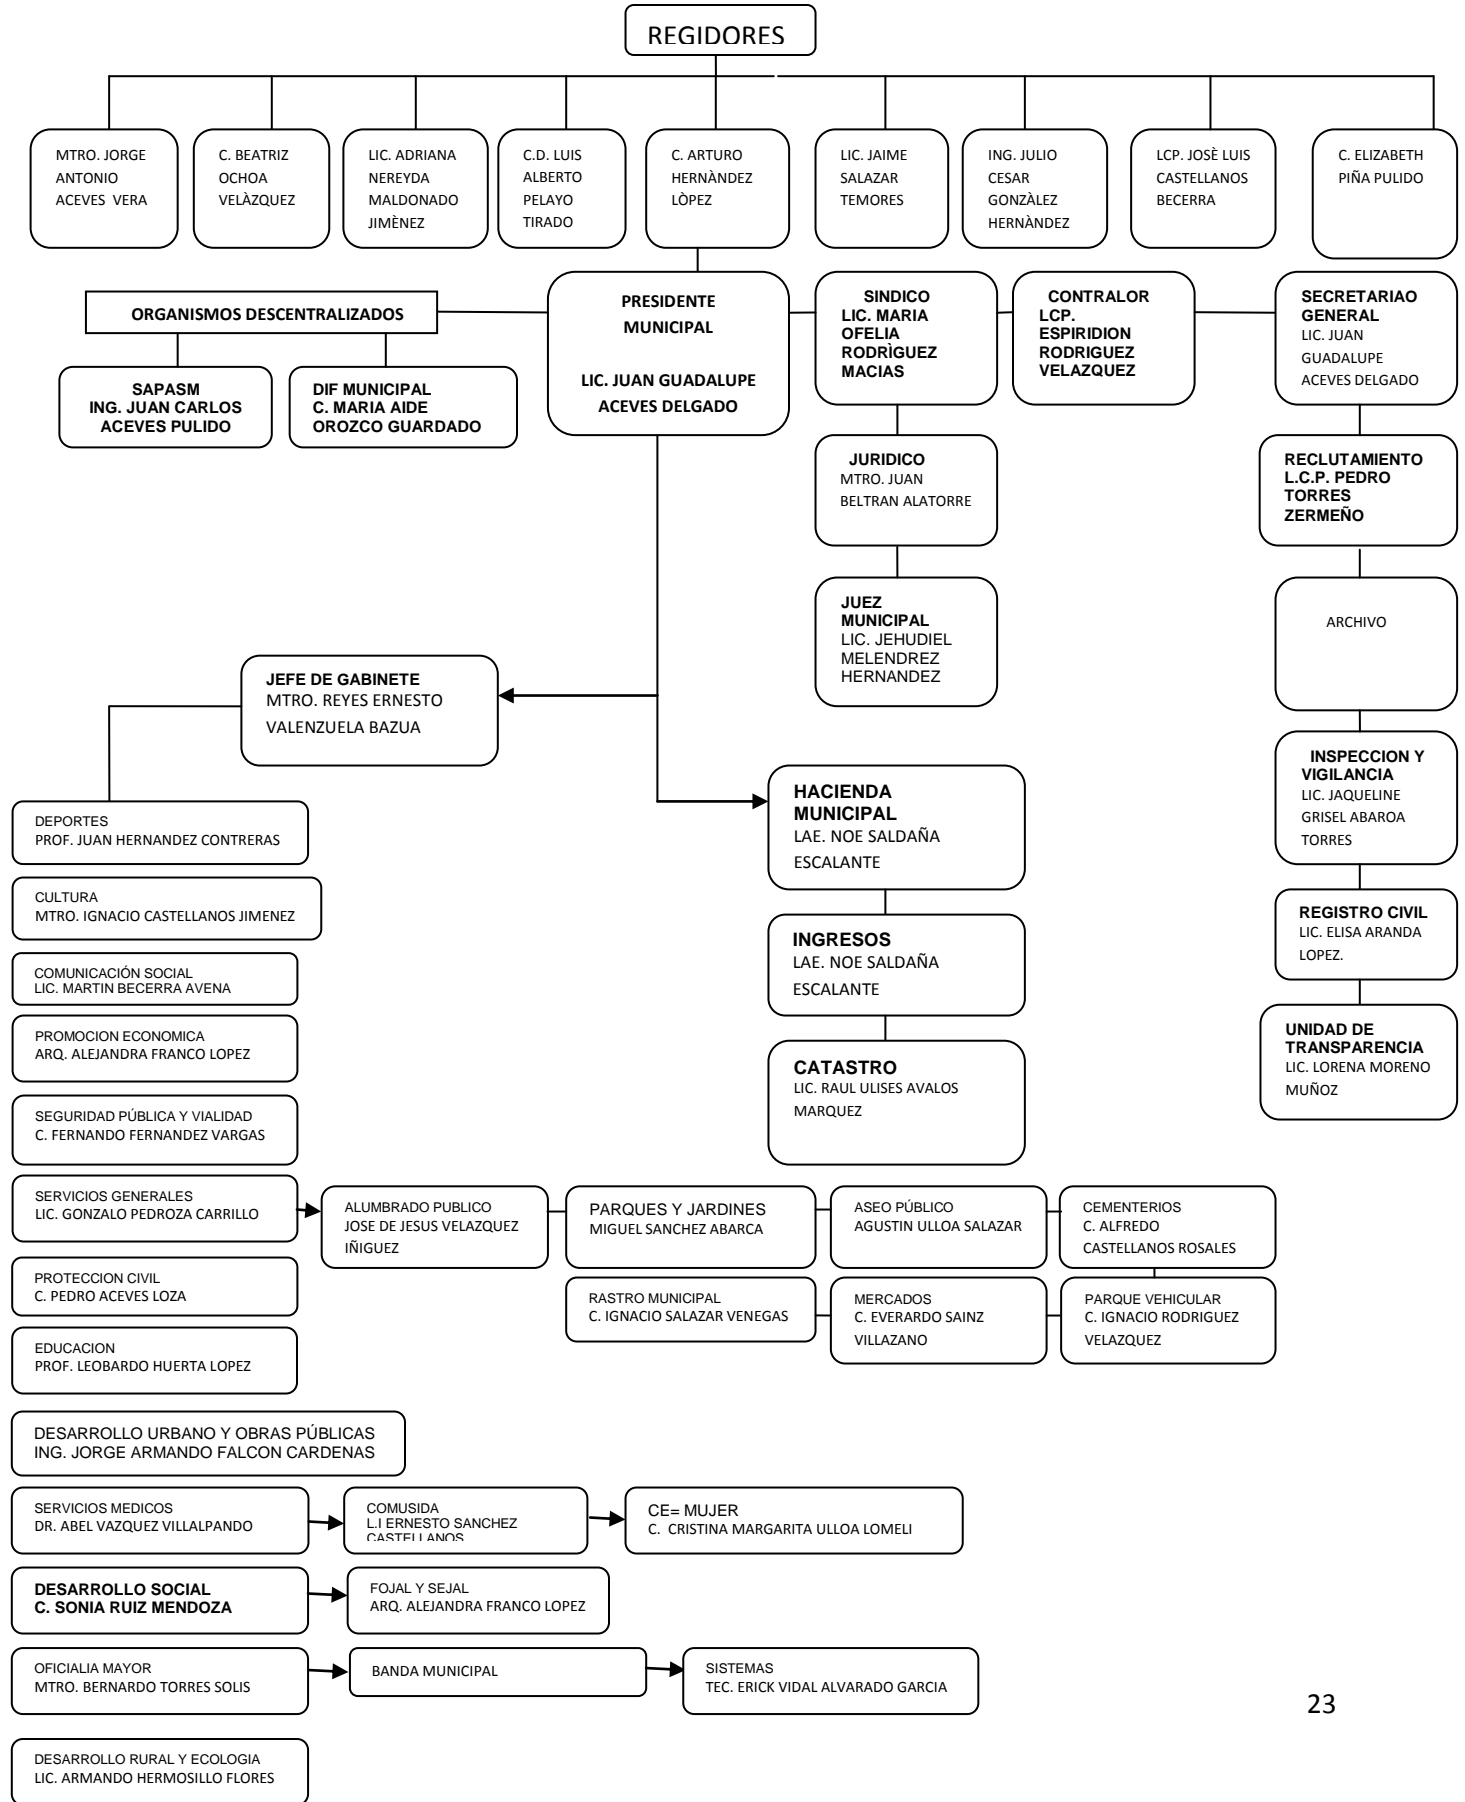 REGIDORES
MTRO. JORGE
ANTONIO
ACEVES VERA
C. BEATRIZ
OCHOA
VELÀZQUEZ
LIC. ADRIANA
NEREYDA
MALDONADO
JIMÈNEZ
C.D. LUIS
ALBERTO
PELAYO
TIRADO
C. ARTURO
HERNÀNDEZ
LÒPEZ
LIC. JAIME
SALAZAR
TEMORES
ING. JULIO
CESAR
GONZÀLEZ
HERNÀNDEZ
LCP. JOSÈ LUIS
CASTELLANOS
BECERRA
C. ELIZABETH
PIÑA PULIDO
ORGANISMOS DESCENTRALIZADOS
PRESIDENTE
MUNICIPAL
LIC. JUAN GUADALUPE
ACEVES DELGADO
SINDICO
LIC. MARIA
OFELIA
RODRÌGUEZ
MACIAS
CONTRALOR
LCP.
ESPIRIDION
RODRIGUEZ
VELAZQUEZ
SECRETARIAO
GENERAL
LIC. JUAN
GUADALUPE
ACEVES DELGADO
SAPASM
ING. JUAN CARLOS
ACEVES PULIDO
DIF MUNICIPAL
C. MARIA AIDE
OROZCO GUARDADO
JURIDICO
MTRO. JUAN
BELTRAN ALATORRE
RECLUTAMIENTO
L.C.P. PEDRO
TORRES
ZERMEÑO
JUEZ
MUNICIPAL
LIC. JEHUDIEL
MELENDREZ
HERNANDEZ
ARCHIVO
JEFE DE GABINETE
MTRO. REYES ERNESTO
VALENZUELA BAZUA
INSPECCION Y
VIGILANCIA
LIC. JAQUELINE
GRISEL ABAROA
TORRES
HACIENDA
MUNICIPAL
LAE. NOE SALDAÑA
ESCALANTE
DEPORTES
PROF. JUAN HERNANDEZ CONTRERAS
CULTURA
MTRO. IGNACIO CASTELLANOS JIMENEZ
REGISTRO CIVIL
LIC. ELISA ARANDA
LOPEZ.
INGRESOS
LAE. NOE SALDAÑA
ESCALANTE
COMUNICACIÓN SOCIAL
LIC. MARTIN BECERRA AVENA
PROMOCION ECONOMICA
ARQ. ALEJANDRA FRANCO LOPEZ
UNIDAD DE
TRANSPARENCIA
LIC. LORENA MORENO
MUÑOZ
CATASTRO
LIC. RAUL ULISES AVALOS
MARQUEZ
SEGURIDAD PÚBLICA Y VIALIDAD
C. FERNANDO FERNANDEZ VARGAS
SERVICIOS GENERALES
LIC. GONZALO PEDROZA CARRILLO
ALUMBRADO PUBLICO
JOSE DE JESUS VELAZQUEZ
IÑIGUEZ
PARQUES Y JARDINES
MIGUEL SANCHEZ ABARCA
ASEO PÚBLICO
AGUSTIN ULLOA SALAZAR
CEMENTERIOS
C. ALFREDO
CASTELLANOS ROSALES
PROTECCION CIVIL
C. PEDRO ACEVES LOZA
RASTRO MUNICIPAL
C. IGNACIO SALAZAR VENEGAS
MERCADOS
C. EVERARDO SAINZ
VILLAZANO
PARQUE VEHICULAR
C. IGNACIO RODRIGUEZ
VELAZQUEZ
EDUCACION
PROF. LEOBARDO HUERTA LOPEZ
DESARROLLO URBANO Y OBRAS PÚBLICAS
ING. JORGE ARMANDO FALCON CARDENAS
SERVICIOS MEDICOS
DR. ABEL VAZQUEZ VILLALPANDO
COMUSIDA
L.I ERNESTO SANCHEZ
CASTELLANOS
CE= MUJER
C. CRISTINA MARGARITA ULLOA LOMELI
DESARROLLO SOCIAL
C. SONIA RUIZ MENDOZA
FOJAL Y SEJAL
ARQ. ALEJANDRA FRANCO LOPEZ
OFICIALIA MAYOR
MTRO. BERNARDO TORRES SOLIS
BANDA MUNICIPAL
SISTEMAS
TEC. ERICK VIDAL ALVARADO GARCIA
23
DESARROLLO RURAL Y ECOLOGIA
LIC. ARMANDO HERMOSILLO FLORES